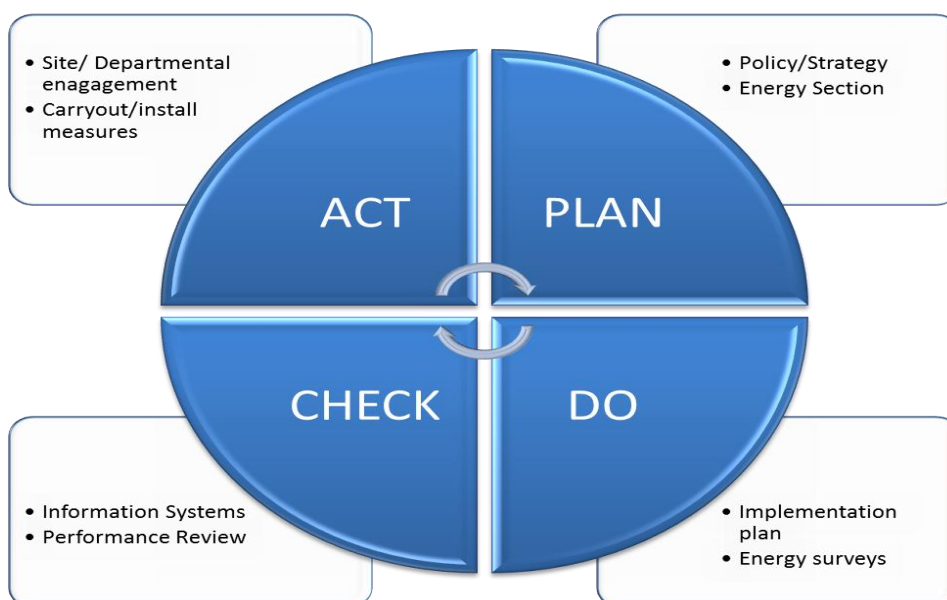 • Site/ Departmental
enagagement
• Carryout/install
measures
• Policy/Strategy
• Energy Section
ACT
PLAN
CHECK
DO
• Information Systems
• Performance Review
• Implementation
plan
• Energy surveys